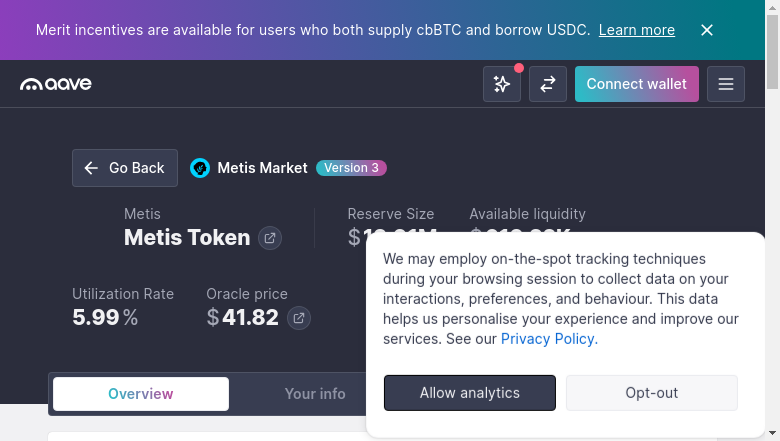 Merit incentives are available for users who both supply cbBTC and borrow USDC. Learn more
aave
Connect wallet
Go Back
Metis Market
Version 3
Metis
Metis Token
Reserve Size
$
Available liquidity
$
Utilization Rate
5.99 %
Oracle price
$ 41.82
We may employ on-the-spot tracking techniques
during your browsing session to collect data on your
interactions, preferences, and behaviour. This data
helps us personalise your experience and improve our
services. See our Privacy Policy.
Allow analytics
Opt-out
Overview
Your info